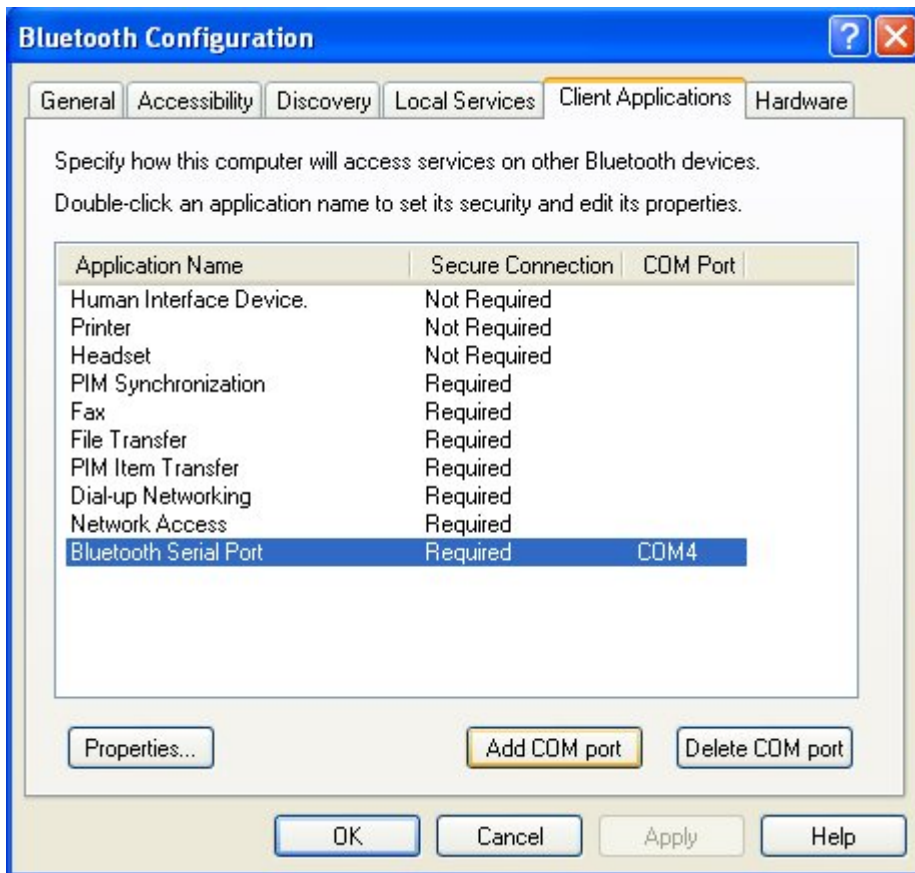 Bluetooth Configuration
?
General Accessibility Discovery Local Services Client Applications Hardware
Specify how this computer will access services on other Bluetooth devices.
Double-click an application name to set its security and edit its properties.
Application Name Secure Connection COM Port
Human Interface Device. Not Required
Printer Not Required
Headset Not Required
PIM Synchronization Required
Fax Required
File Transfer Required
PIM Item Transfer Required
Dial-up Networking Required
Network Access Required
Bluetooth Serial Port Required COM4
Properties... Add COM port Delete COM port
OK Cancel Apply Help